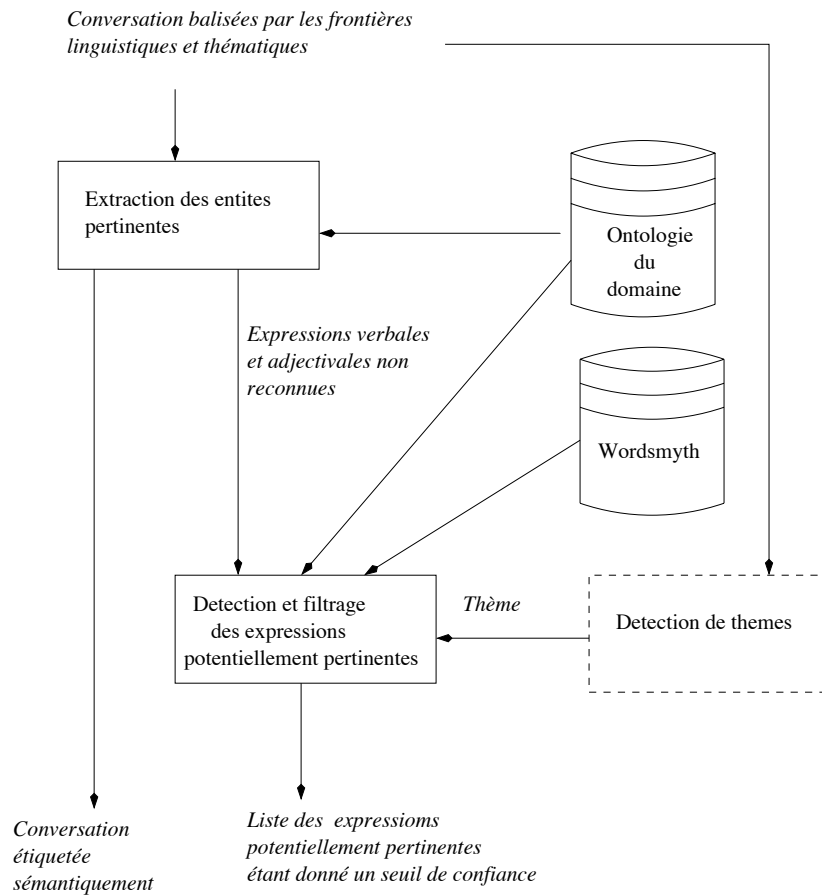 Conversation balisées par les frontières
linguistiques et thématiques
Extraction des entites
pertinentes
Ontologie
du
domaine
Expressions verbales
et adjectivales non
reconnues
Wordsmyth
Detection et filtrage
des expressions
potentiellement pertinentes
Thème
Detection de themes
Conversation
étiquetée
sémantiquement
Liste des expressioms
potentiellement pertinentes
étant donné un seuil de confiance